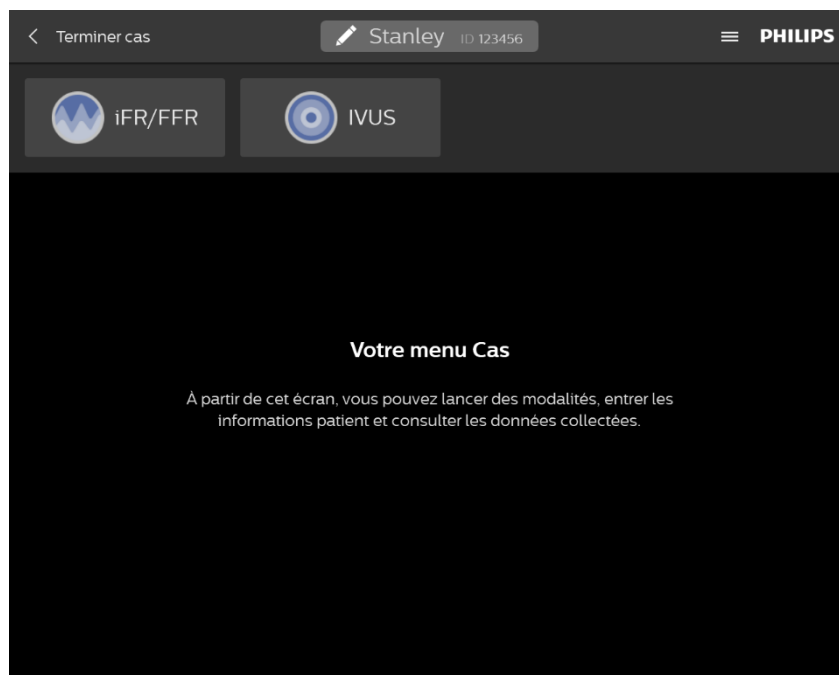 Terminer cas
Stanley ID 123456
PHILIPS
iFR/FFR
IVUS
Votre menu Cas
À partir de cet écran, vous pouvez lancer des modalités, entrer les
informations patient et consulter les données collectées.